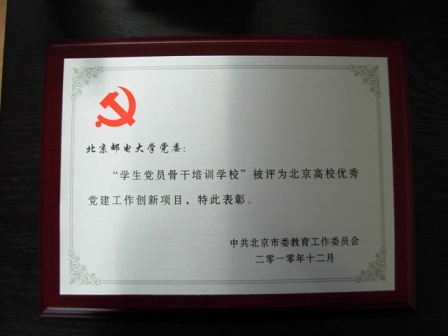 北京邮电大学党委：
“学生党员骨干培训学校”被评为北京高校优秀
党建工作创新项目，特此表彰。
中共北京市委教育工作委员会
二〇一〇年十二月